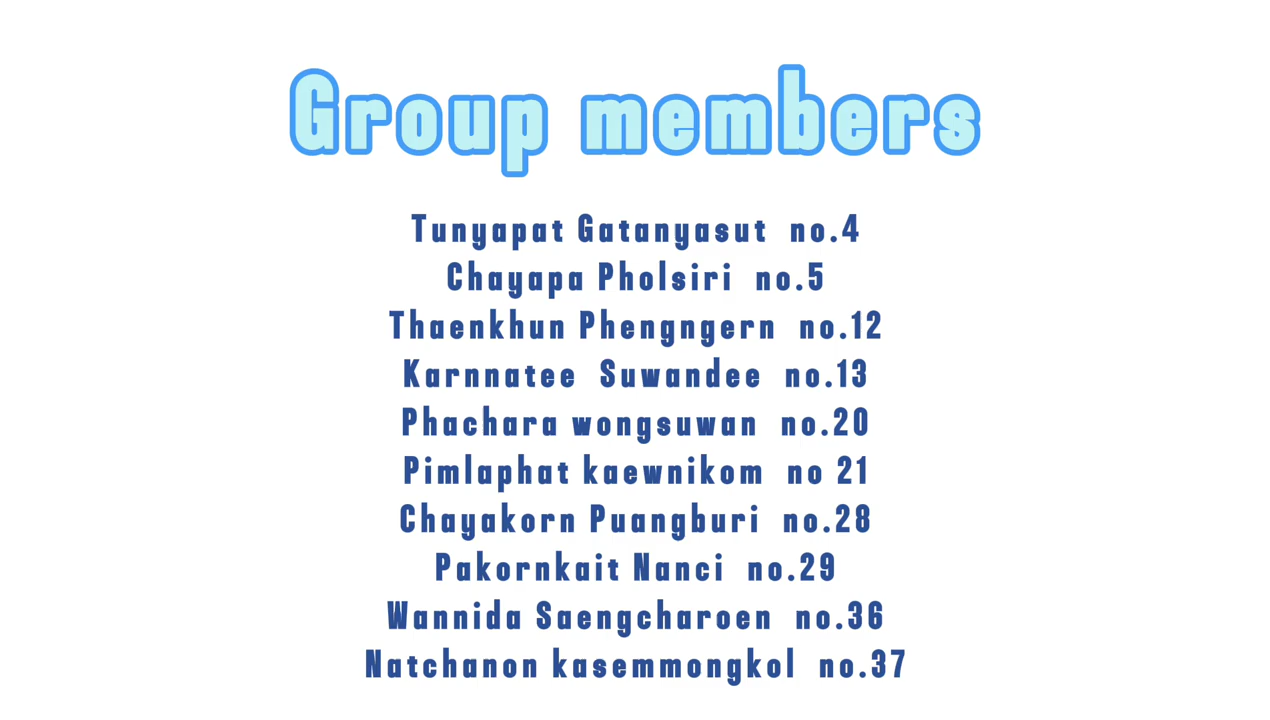 Group members
Tunyapat Gatanyasut no.4
Chayapa Pholsiri no.5
Thaenkhun Phengngern no.12
Karnnatee Suwandee no.13
Phachara wongsuwan no.20
Pimlaphat kaewnikom no 21
Chayakorn Puangburi no.28
Pakornkait Nanci no.29
Wannida Saengcharoen no.36
Natchanon kasemmongkol no.37